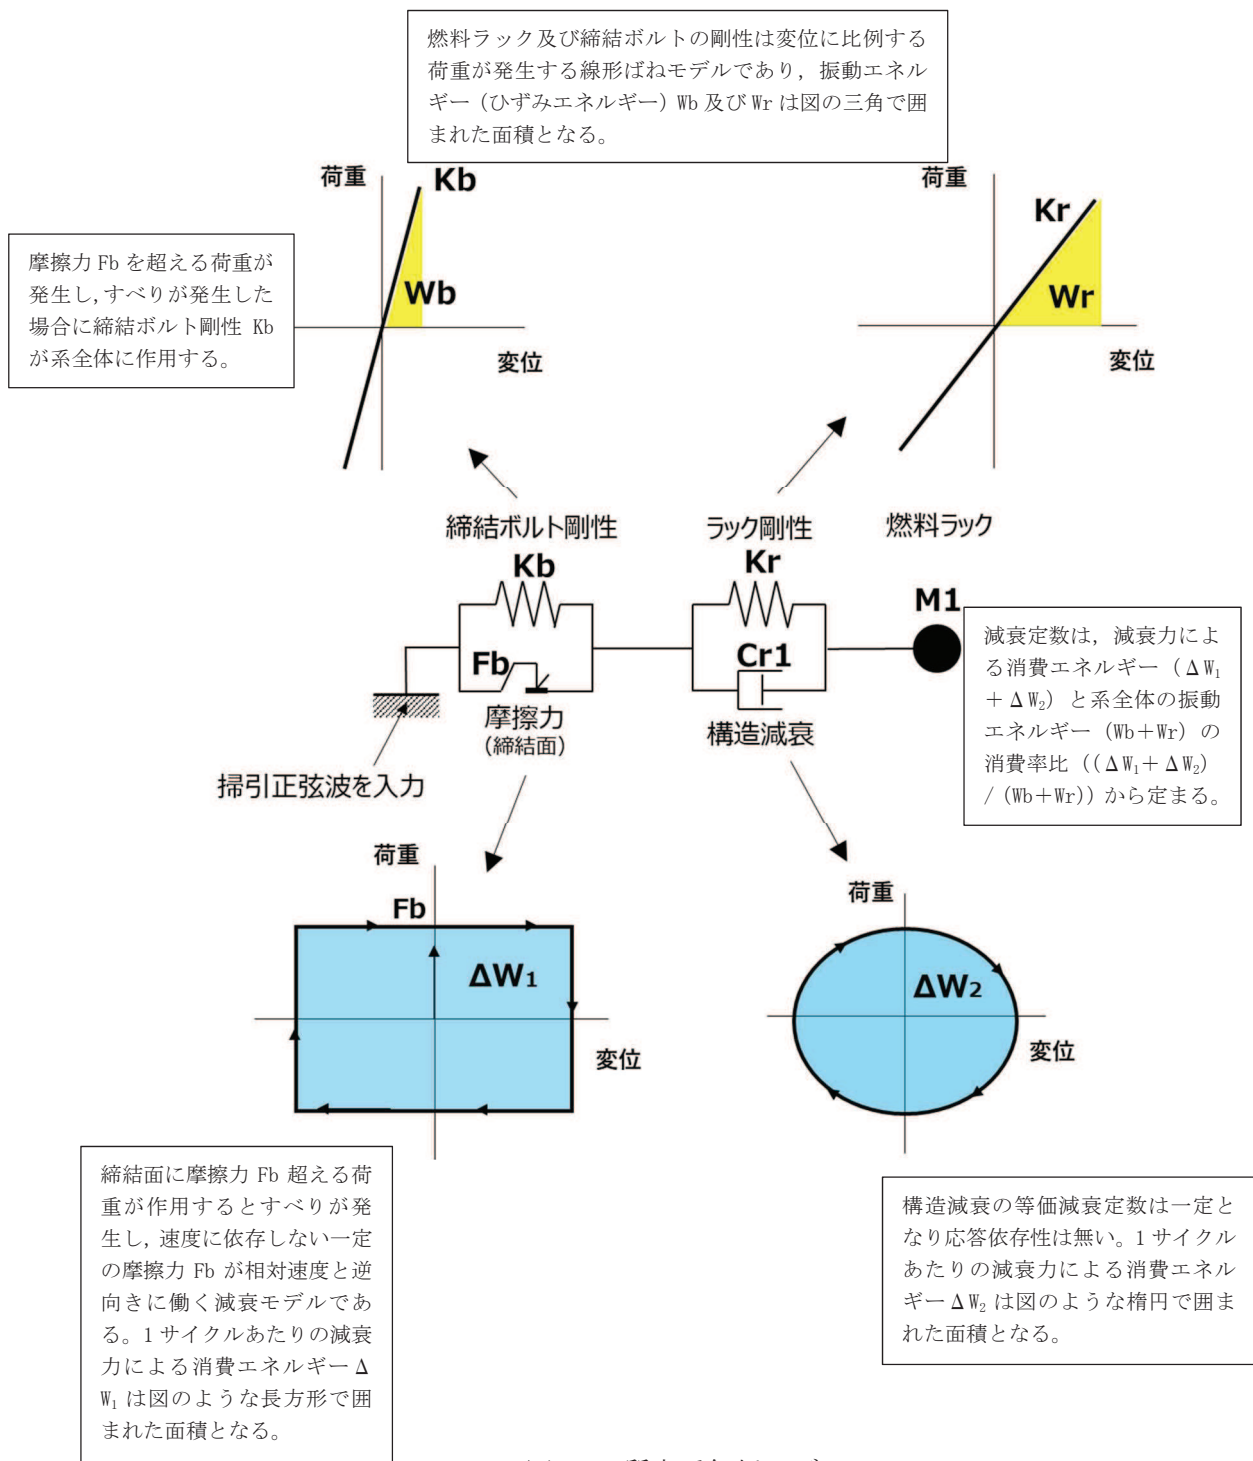 燃料ラック及び締結ボルトの剛性は変位に比例する
荷重が発生する線形ばねモデルであり，振動エネル
ギー（ひずみエネルギー）Wb 及び Wr は図の三角で囲
まれた面積となる。
荷重
Kb
Wb
変位
荷重
Kr
Wr
変位
摩擦力 Fb を超える荷重が
発生し,すべりが発生した
場合に締結ボルト剛性 Kb
が系全体に作用する。
締結ボルト剛性
ラック剛性
燃料ラック
Kb
Kr
M1
Fb
Cr1
摩擦力
(締結面)
構造減衰
掃引正弦波を入力
減衰定数は，減衰力によ
る消費エネルギー（ΔW₁
＋ΔW₂）と系全体の振動
エネルギー（Wb＋Wr）の
消費率比（(ΔW₁＋ΔW₂)
/（Wb＋Wr)）から定まる。
荷重
Fb
ΔW₁
変位
荷重
ΔW₂
変位
締結面に摩擦力 Fb 超える荷
重が作用するとすべりが発
生し,速度に依存しない一定
の摩擦力 Fb が相対速度と逆
向きに働く減衰モデルであ
る。1 サイクルあたりの減衰
力による消費エネルギーΔ
W₁ は図のような長方形で囲
まれた面積となる。
構造減衰の等価減衰定数は一定と
なり応答依存性は無い。1 サイクル
あたりの減衰力による消費エネル
ギーΔW₂ は図のような楕円で囲ま
れた面積となる。